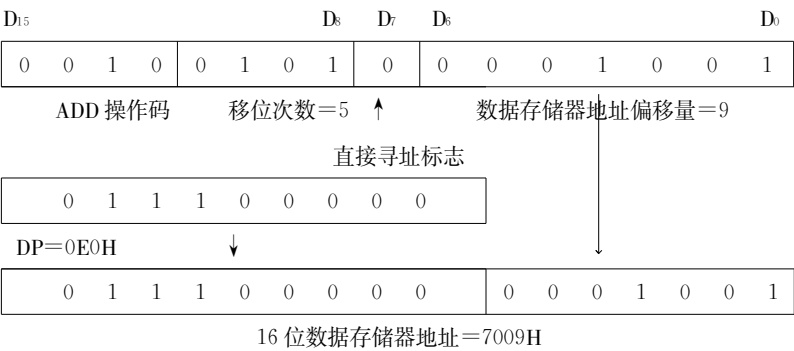 D15 D8 D7 D6 D0
0 0 1 0 0 1 0 1 0 0 0 0 1 0 0 1
ADD 操作码 移位次数=5 数据存储器地址偏移量=9
直接寻址标志
0 1 1 1 0 0 0 0 0
DP=0E0H
0 1 1 1 0 0 0 0 0 0 0 0 1 0 0 1
16 位数据存储器地址=7009H